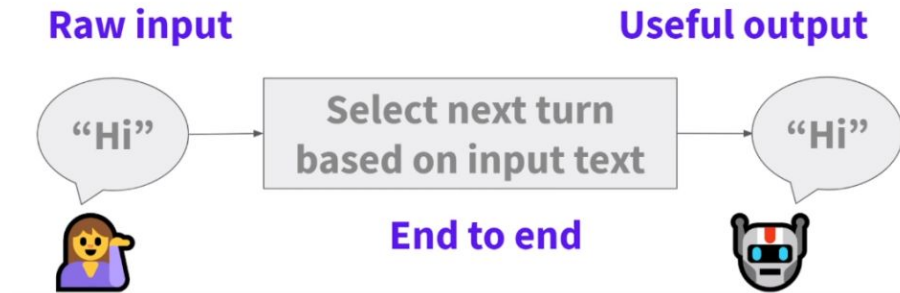 Raw input
Useful output
“Hi”
Select next turn
based on input text
“Hi”
End to end